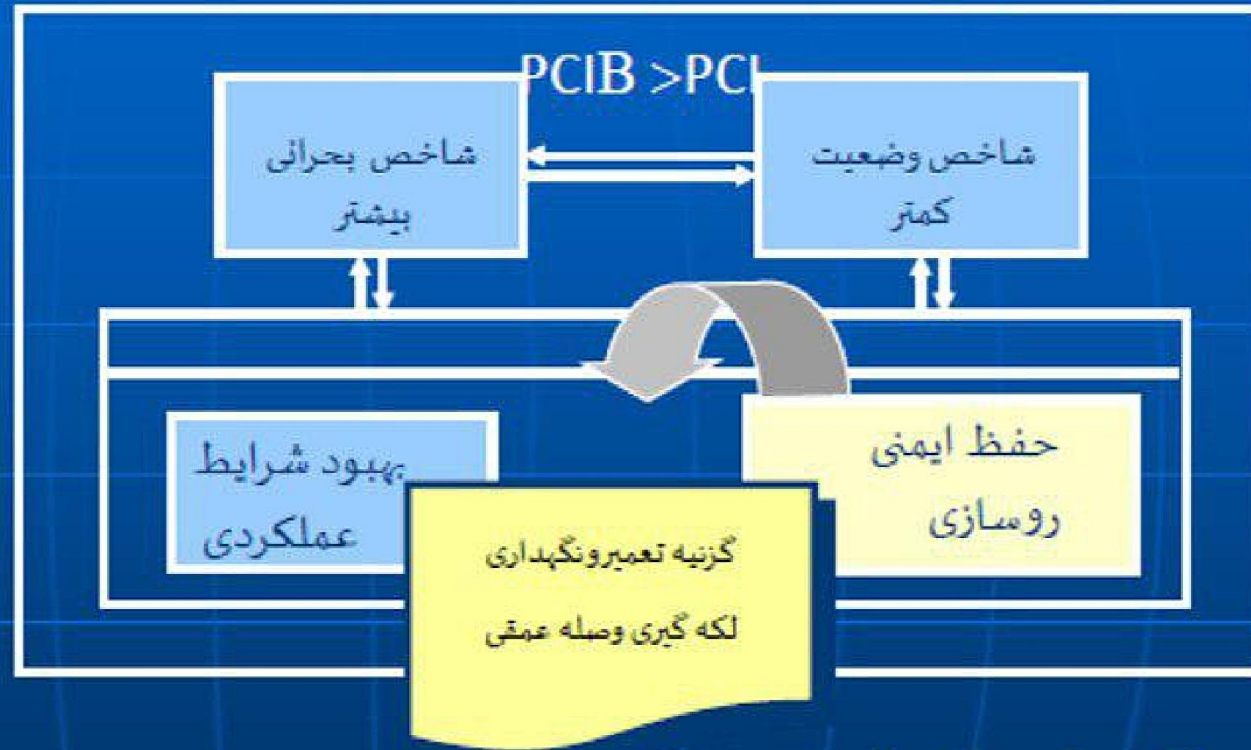 PCIB >PCI
شاخص وضعیت
کمتر
شاخص بحرانی
بیشتر
حفظ ایمنی
روسازی
بهبود شرایط
عملکردی
گزنیه تعمیرونگهداری
لکه گیری وصله عمقی